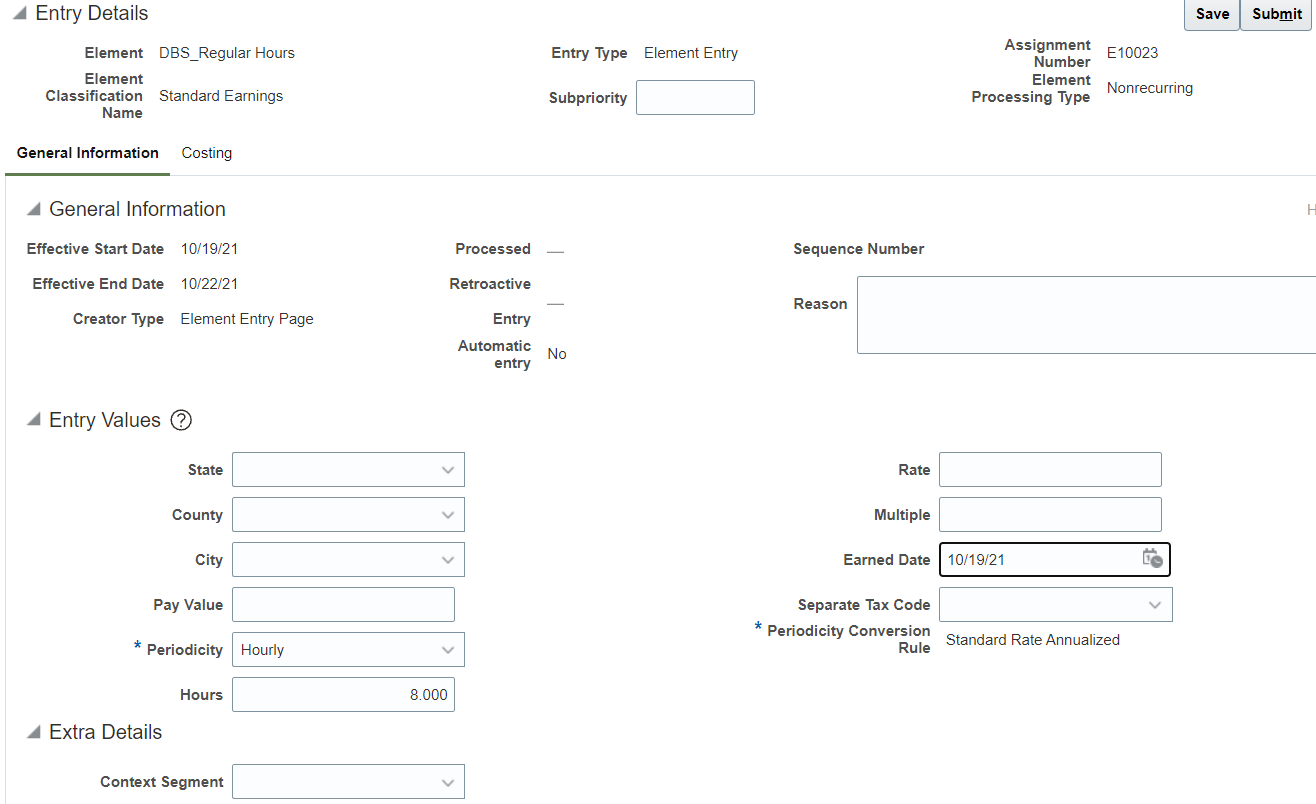 Entry Details
Save
Submit
Element DBS_Regular Hours
Entry Type Element Entry
Assignment
Number
E10023
Element
Classification
Name
Standard Earnings
Subpriority
Element
Processing Type
Nonrecurring
General Information
Costing
General Information
H
Effective Start Date 10/19/21
Processed —
Sequence Number
Effective End Date 10/22/21
Retroactive
Entry
—
Reason
Creator Type Element Entry Page
Automatic
entry
No
Entry Values ?
State
Rate
County
Multiple
City
Earned Date 10/19/21
Pay Value
Separate Tax Code
* Periodicity Hourly
* Periodicity Conversion
Rule
Standard Rate Annualized
Hours 8.000
Extra Details
Context Segment